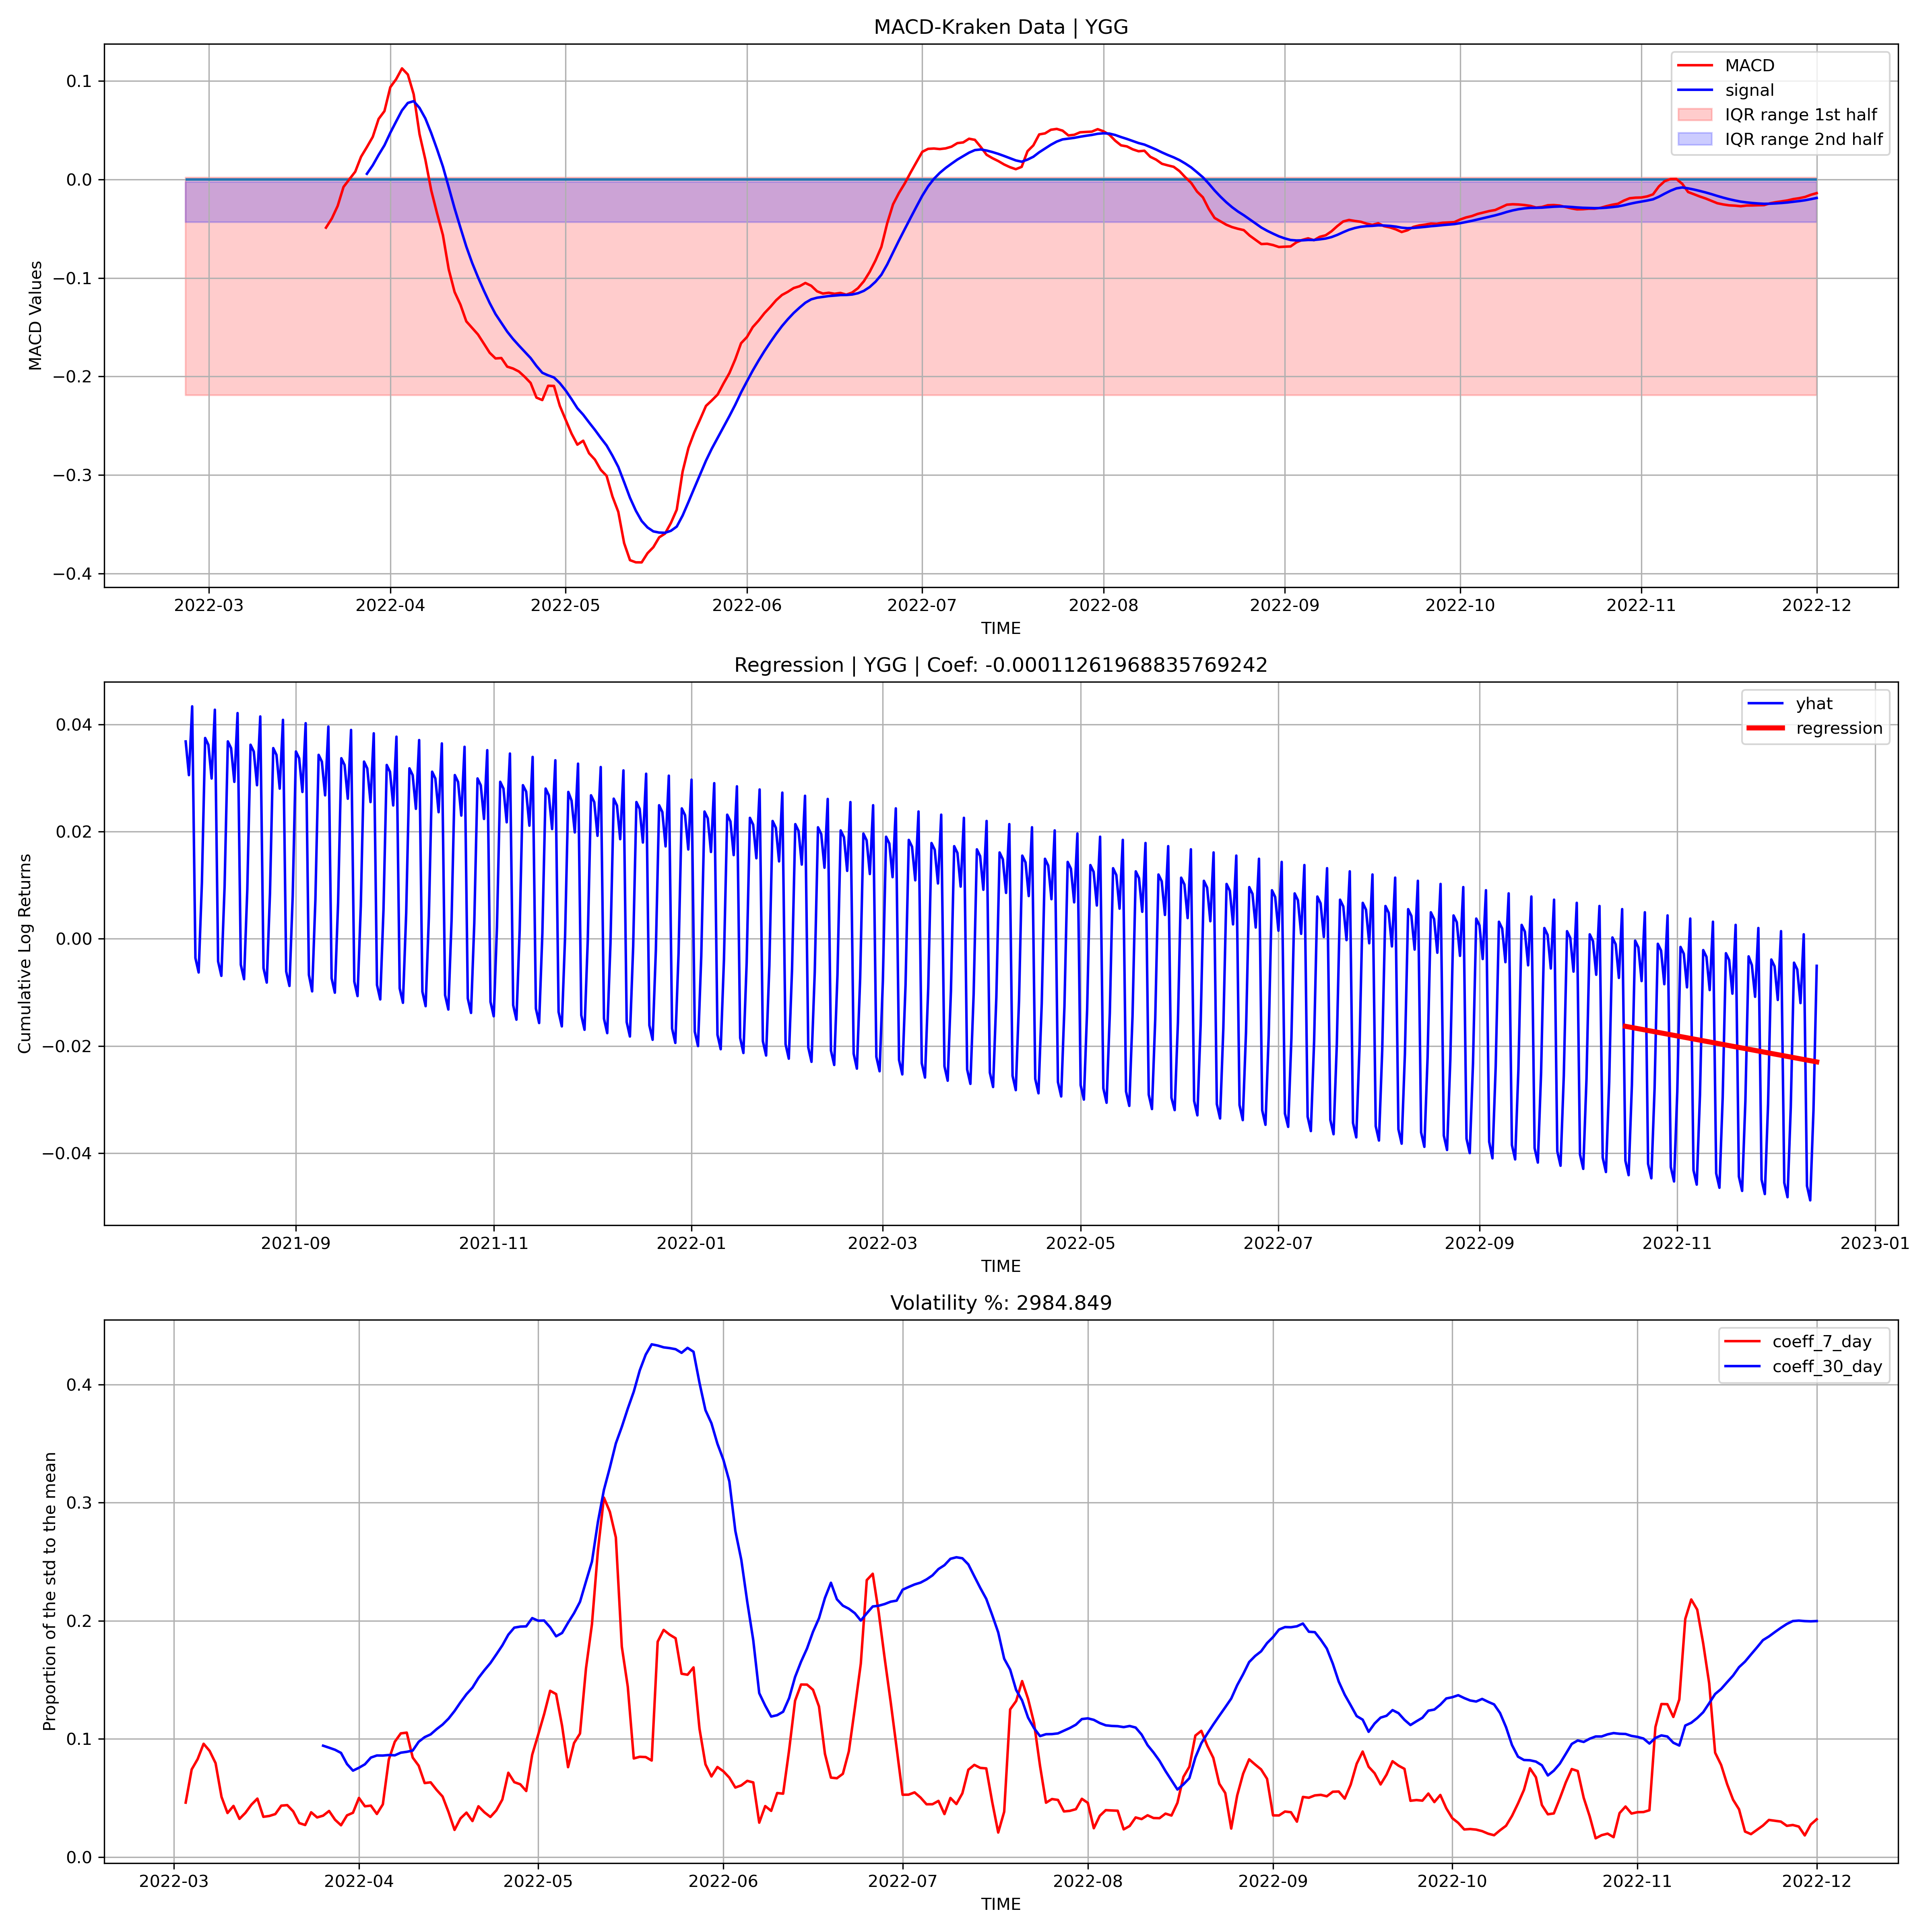 MACD-Kraken Data | YGG
MACD
signal
IQR range 1st half
IQR range 2nd half
MACD Values
0.1
0.0
−0.1
−0.2
−0.3
−0.4
2022-03 2022-04 2022-05 2022-06 2022-07 2022-08 2022-09 2022-10 2022-11 2022-12
TIME
Regression | YGG | Coef: -0.00011261968835769242
yhat
regression
Cumulative Log Returns
0.04
0.02
0.00
−0.02
−0.04
2021-09 2021-11 2022-01 2022-03 2022-05 2022-07 2022-09 2022-11 2023-01
TIME
Volatility %: 2984.849
coeff_7_day
coeff_30_day
Proportion of the std to the mean
0.4
0.3
0.2
0.1
0.0
2022-03 2022-04 2022-05 2022-06 2022-07 2022-08 2022-09 2022-10 2022-11 2022-12
TIME